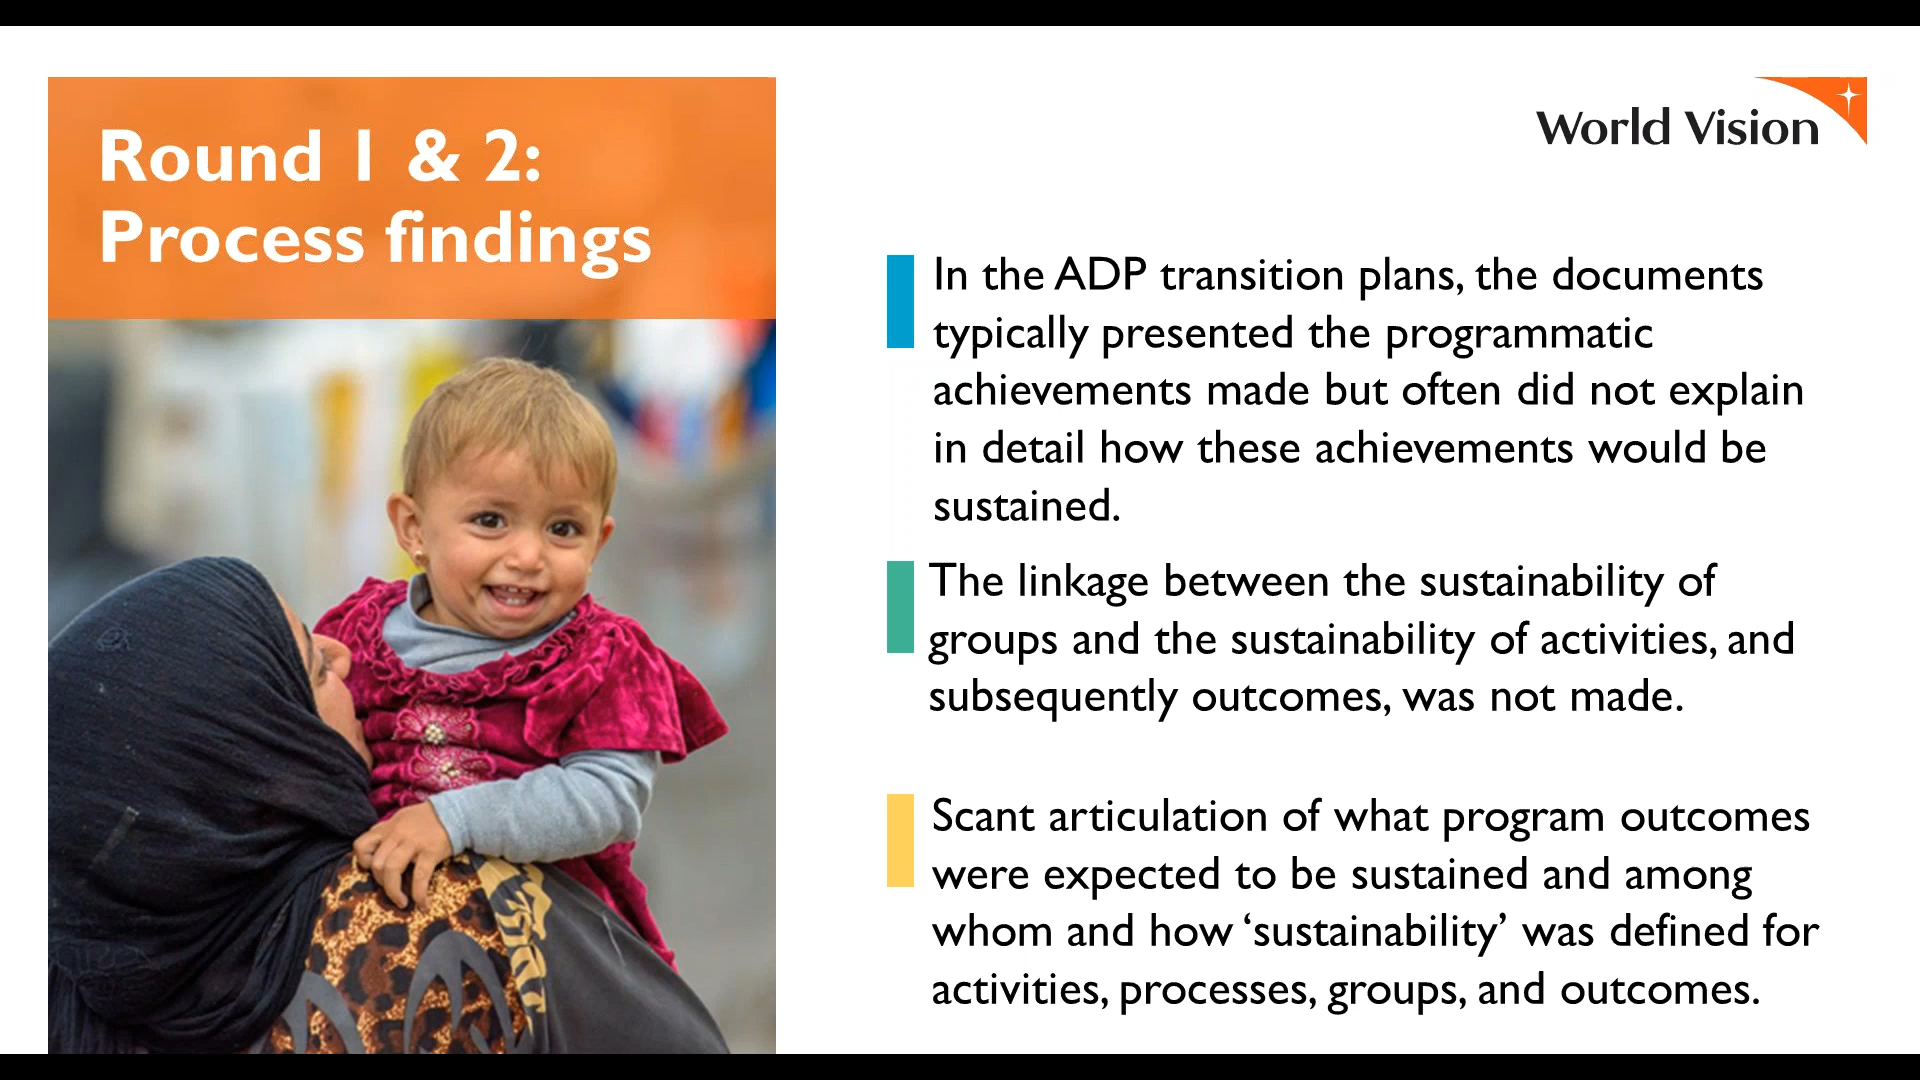 Round 1 & 2:
Process findings
World Vision
In the ADP transition plans, the documents
typically presented the programmatic
achievements made but often did not explain
in detail how these achievements would be
sustained.
The linkage between the sustainability of
groups and the sustainability of activities, and
subsequently outcomes, was not made.
Scant articulation of what program outcomes
were expected to be sustained and among
whom and how ‘sustainability’ was defined for
activities, processes, groups, and outcomes.